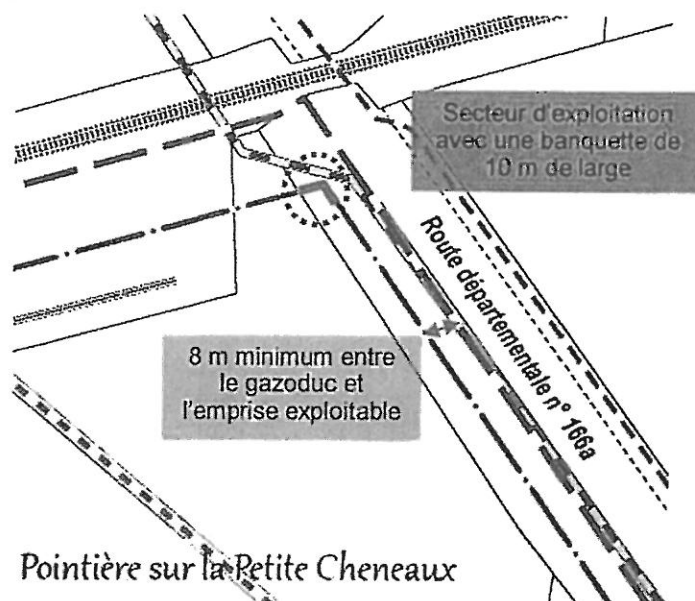 Secteur d'exploitation
avec une banquette de
10 m de large
Route départementale n° 166a
8 m minimum entre
le gazoduc et
l'emprise exploitable
Pointière sur la Petite Cheneaux